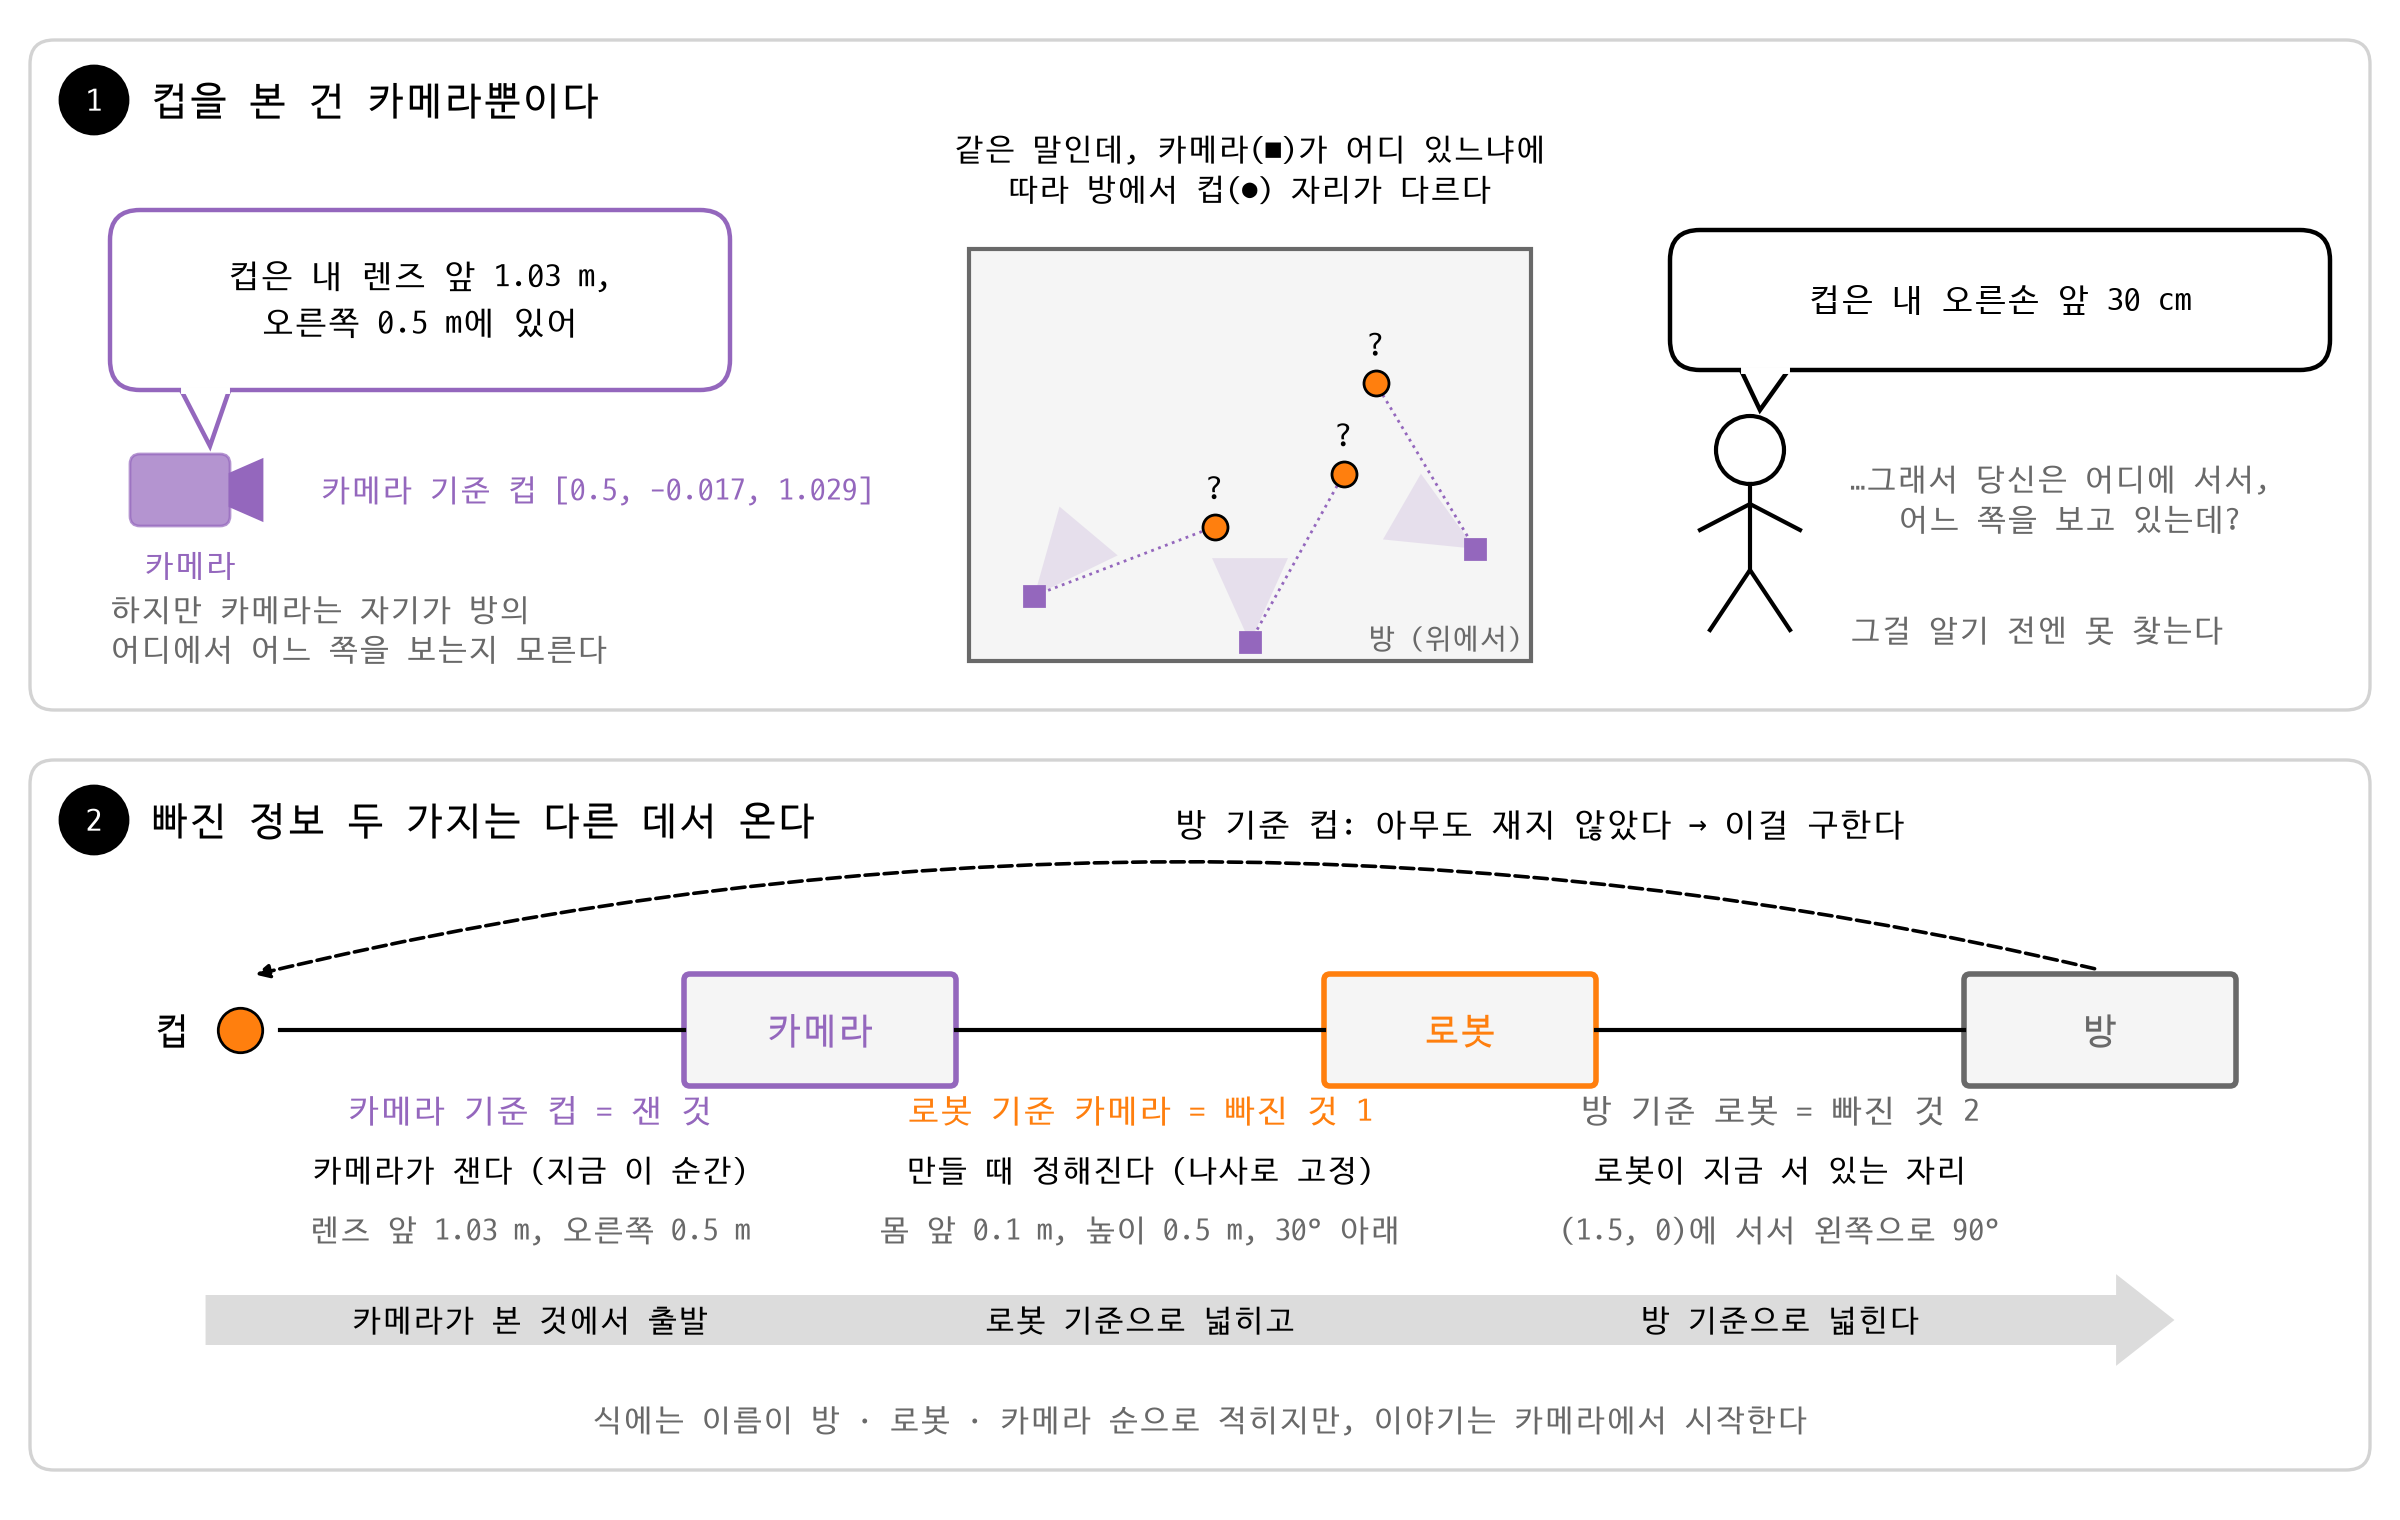 1 컵을 본 건 카메라뿐이다
같은 말인데, 카메라(■)가 어디 있느냐에
따라 방에서 컵(●) 자리가 다르다
컵은 내 렌즈 앞 1.03 m,
오른쪽 0.5 m에 있어
카메라 기준 컵 [0.5, −0.017, 1.029]
카메라
하지만 카메라는 자기가 방의
어디에서 어느 쪽을 보는지 모른다
?
?
?
방 (위에서)
컵은 내 오른손 앞 30 cm
…그래서 당신은 어디에 서서,
어느 쪽을 보고 있는데?
그걸 알기 전엔 못 찾는다
2 빠진 정보 두 가지는 다른 데서 온다
방 기준 컵: 아무도 재지 않았다 → 이걸 구한다
컵
카메라
로봇
방
카메라 기준 컵 = 잰 것
로봇 기준 카메라 = 빠진 것 1
방 기준 로봇 = 빠진 것 2
카메라가 잰다 (지금 이 순간)
만들 때 정해진다 (나사로 고정)
로봇이 지금 서 있는 자리
렌즈 앞 1.03 m, 오른쪽 0.5 m
몸 앞 0.1 m, 높이 0.5 m, 30° 아래
(1.5, 0)에 서서 왼쪽으로 90°
카메라가 본 것에서 출발
로봇 기준으로 넓히고
방 기준으로 넓힌다
식에는 이름이 방 · 로봇 · 카메라 순으로 적히지만, 이야기는 카메라에서 시작한다